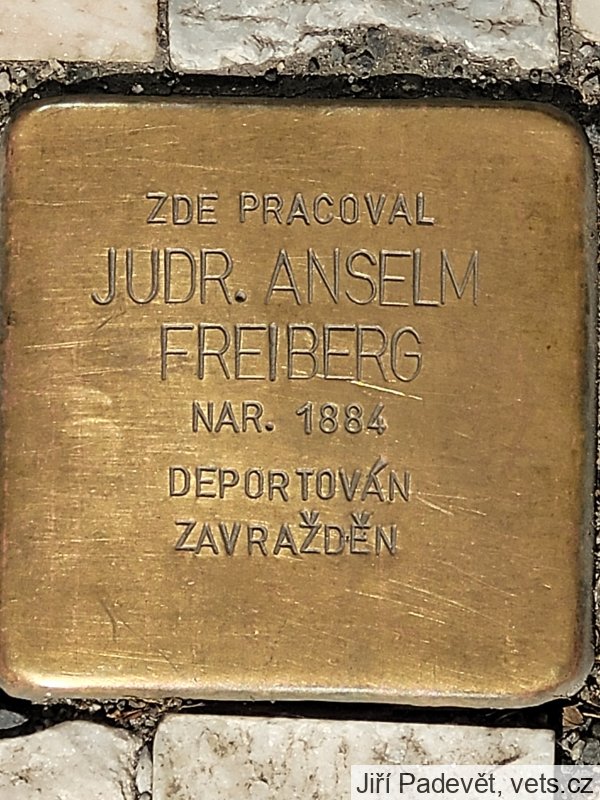 ZDE PRACOVAL
JUDR. ANSELM
FREIBERG
NAR. 1884
DEPORTOVÁN
ZAVRAŽDĚN
Jiří Padevět, vets.cz